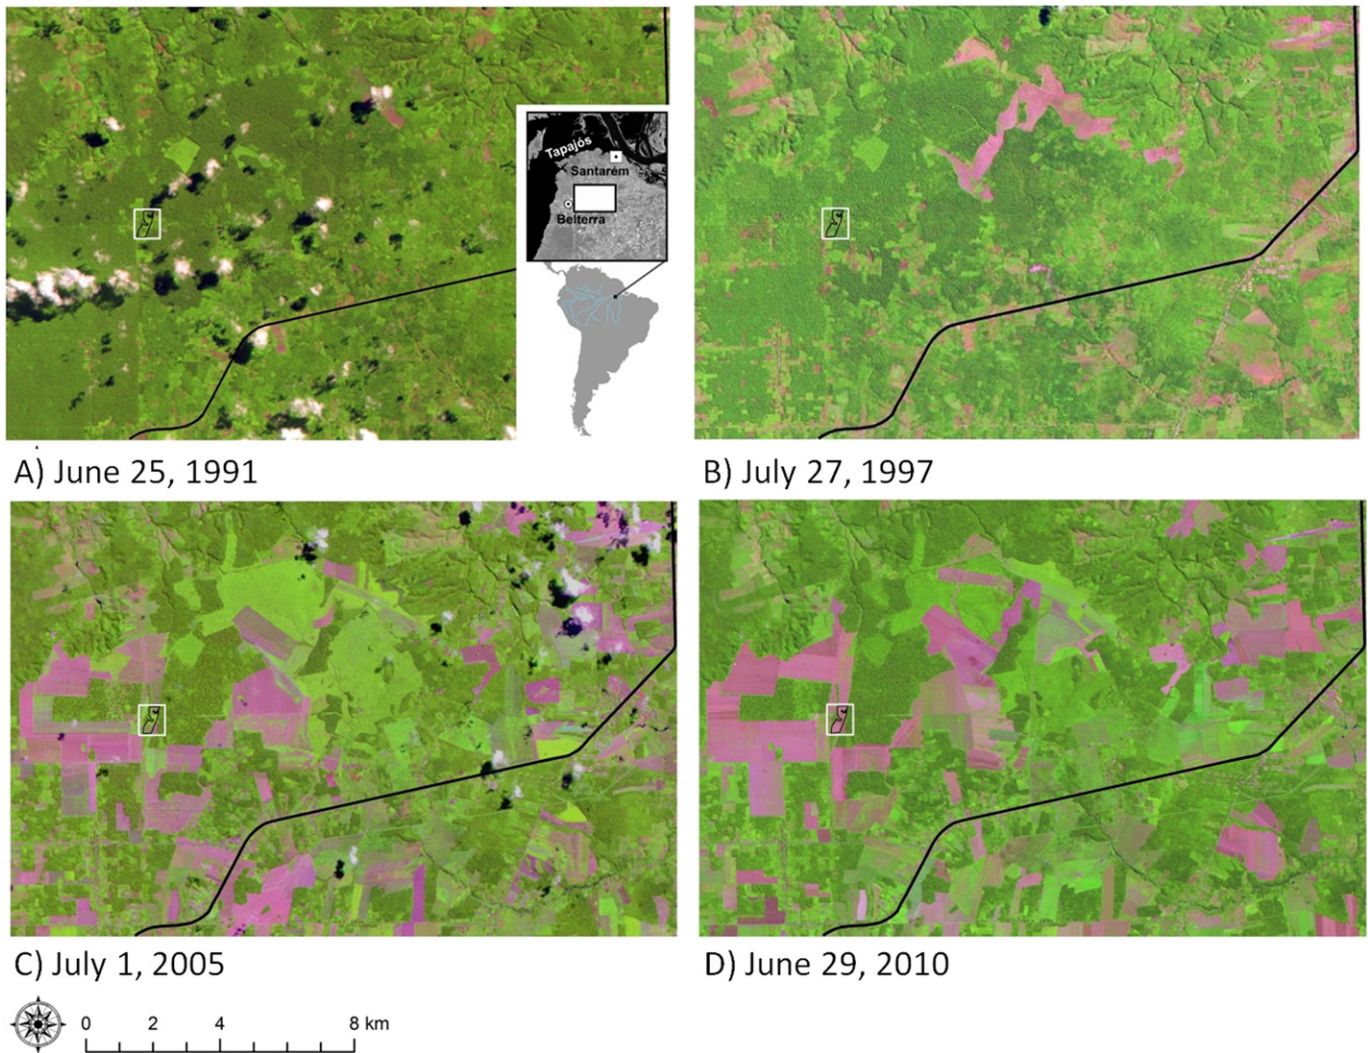 Tapajós
Santarém
Belterra
A) June 25, 1991
B) July 27, 1997
C) July 1, 2005
D) June 29, 2010
0 2 4 8 km